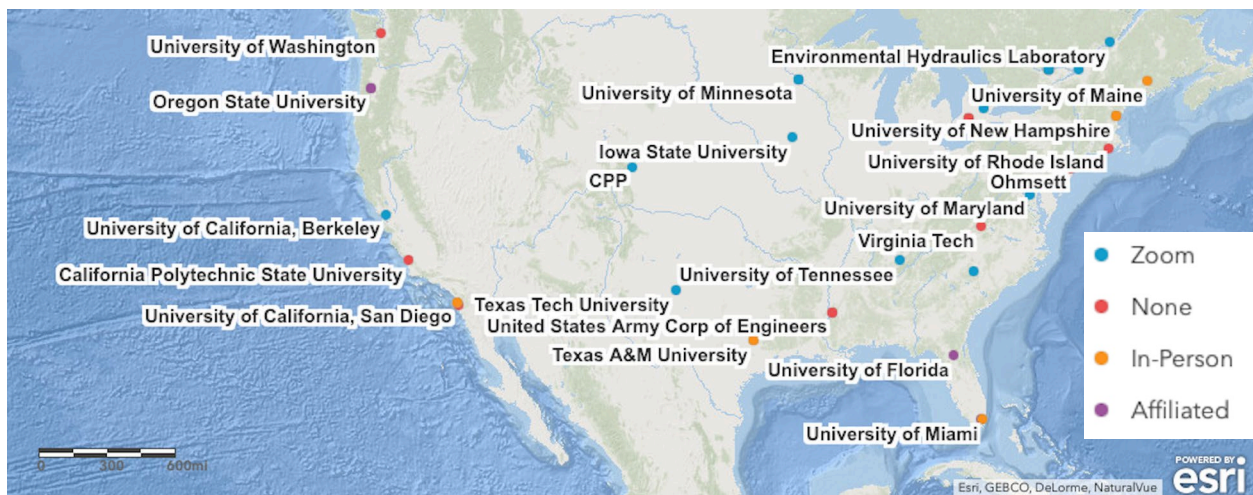 University of Washington
Environmental Hydraulics Laboratory
University of Minnesota
University of Maine
Oregon State University
University of New Hampshire
Iowa State University
University of Rhode Island
CPP
Ohmsett
University of Maryland
University of California, Berkeley
Virginia Tech
California Polytechnic State University
University of Tennessee
Texas Tech University
University of California, San Diego
United States Army Corp of Engineers
Texas A&M University
University of Florida
University of Miami
Zoom
None
In-Person
Affiliated
0 300 600mi
POWERED BY
esri
Esri, GEBCO, DeLorme, NaturalVue